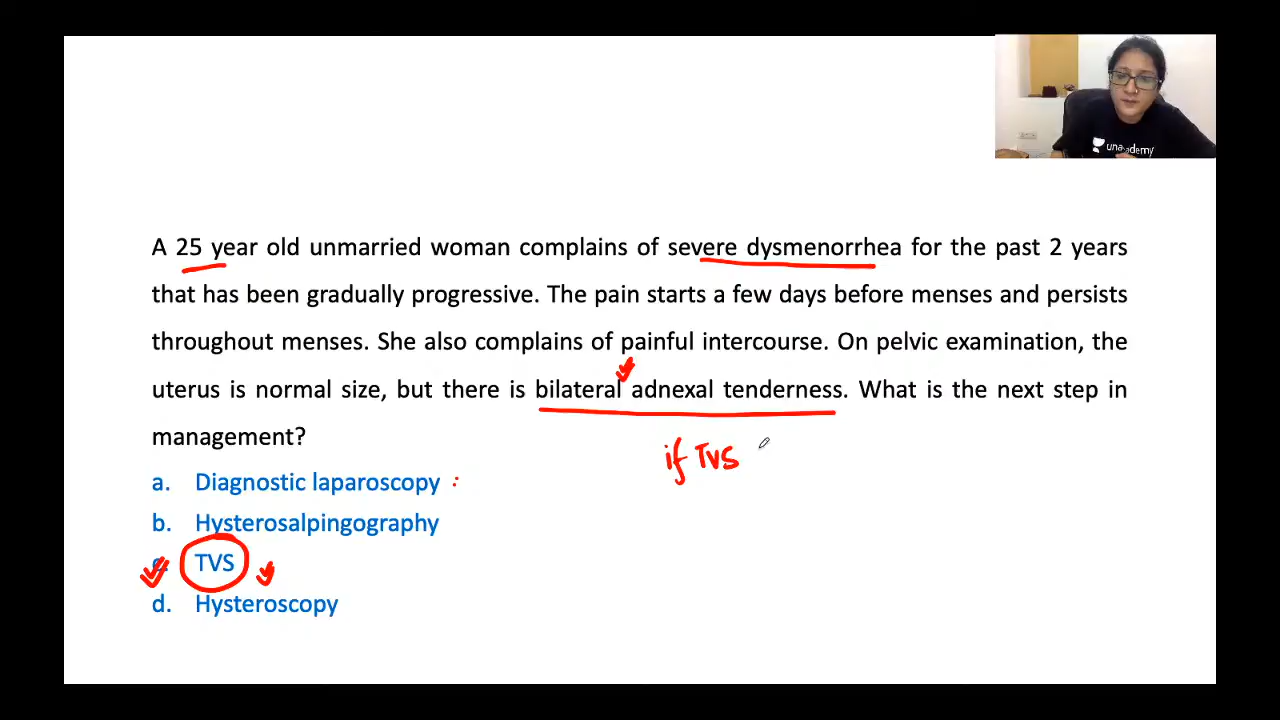 unacademy
A 25 year old unmarried woman complains of severe dysmenorrhea for the past 2 years
that has been gradually progressive. The pain starts a few days before menses and persists
throughout menses. She also complains of painful intercourse. On pelvic examination, the
uterus is normal size, but there is bilateral adnexal tenderness. What is the next step in
management?
if TVS
a. Diagnostic laparoscopy :
b. Hysterosalpingography
c. TVS
d. Hysteroscopy